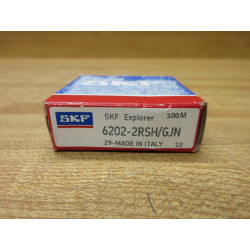 SKF
SKF Explorer 100M
6202-2RSH/GJN
29-MADE IN ITALY 12